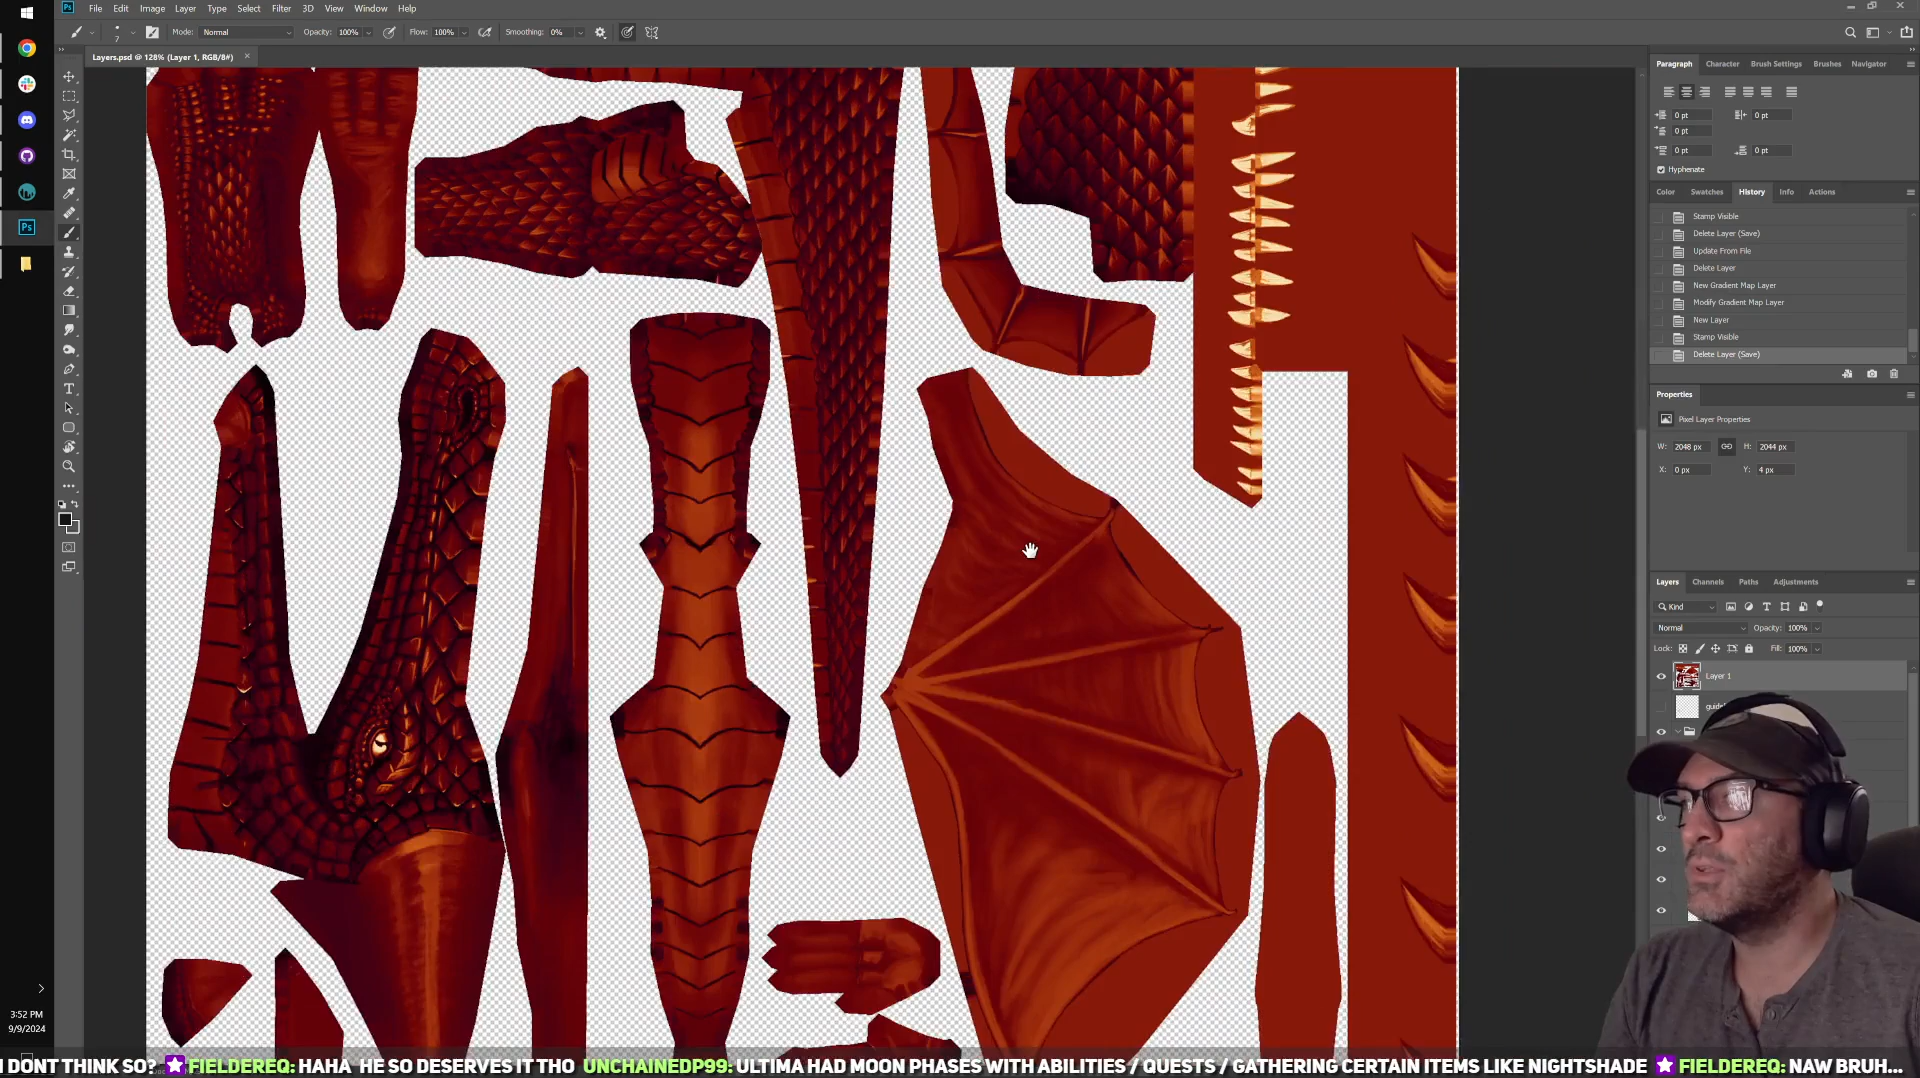 File Edit Image Layer Type Select Filter 3D View Window Help
7 Mode: Normal Opacity: 100% Flow: 100% Smoothing: 0%
Layers.psd @ 128% (Layer 1, RGB/8#)
Paragraph Character Brush Settings Brushes Navigator
0 pt 0 pt
0 pt
0 pt 0 pt
Hyphenate
Color Swatches History Info Actions
Stamp Visible
Delete Layer (Save)
Update From File
Delete Layer
New Gradient Map Layer
Modify Gradient Map Layer
New Layer
Stamp Visible
Delete Layer (Save)
Properties
Pixel Layer Properties
W: 2048 px H: 2044 px
X: 0 px Y: 4 px
Layers Channels Paths Adjustments
Kind
Normal Opacity: 100%
Lock: Fill: 100%
Layer 1
Ps
3:52 PM
9/9/2024
I DONT THINK SO? FIELDEREQ: HAHA HE SO DESERVES IT THO UNCHAINEDP99: ULTIMA HAD MOON PHASES WITH ABILITIES / QUESTS / GATHERING CERTAIN ITEMS LIKE NIGHTSHADE FIELDEREQ: NAW BRUH...